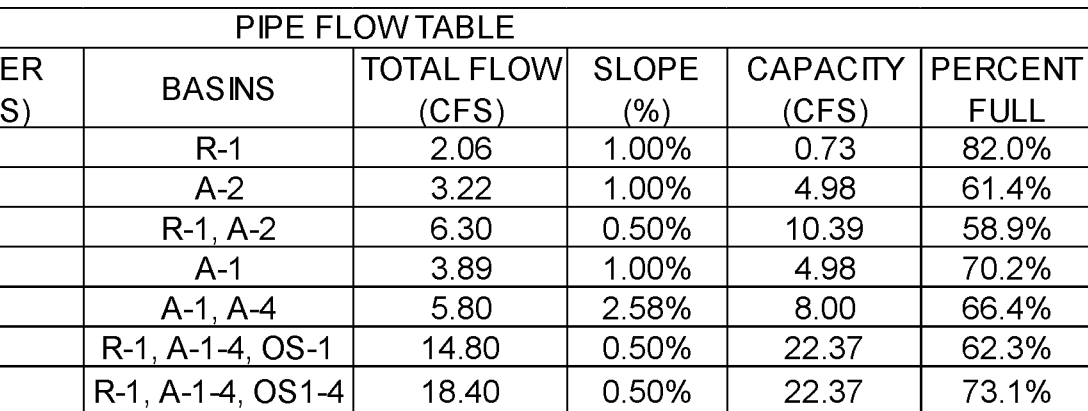 PIPE FLOW TABLE
ER BASINS TOTAL FLOW SLOPE CAPACITY PERCENT
S) (CFS) (%) (CFS) FULL
R-1 2.06 1.00% 0.73 82.0%
A-2 3.22 1.00% 4.98 61.4%
R-1, A-2 6.30 0.50% 10.39 58.9%
A-1 3.89 1.00% 4.98 70.2%
A-1, A-4 5.80 2.58% 8.00 66.4%
R-1, A-1-4, OS-1 14.80 0.50% 22.37 62.3%
R-1, A-1-4, OS1-4 18.40 0.50% 22.37 73.1%